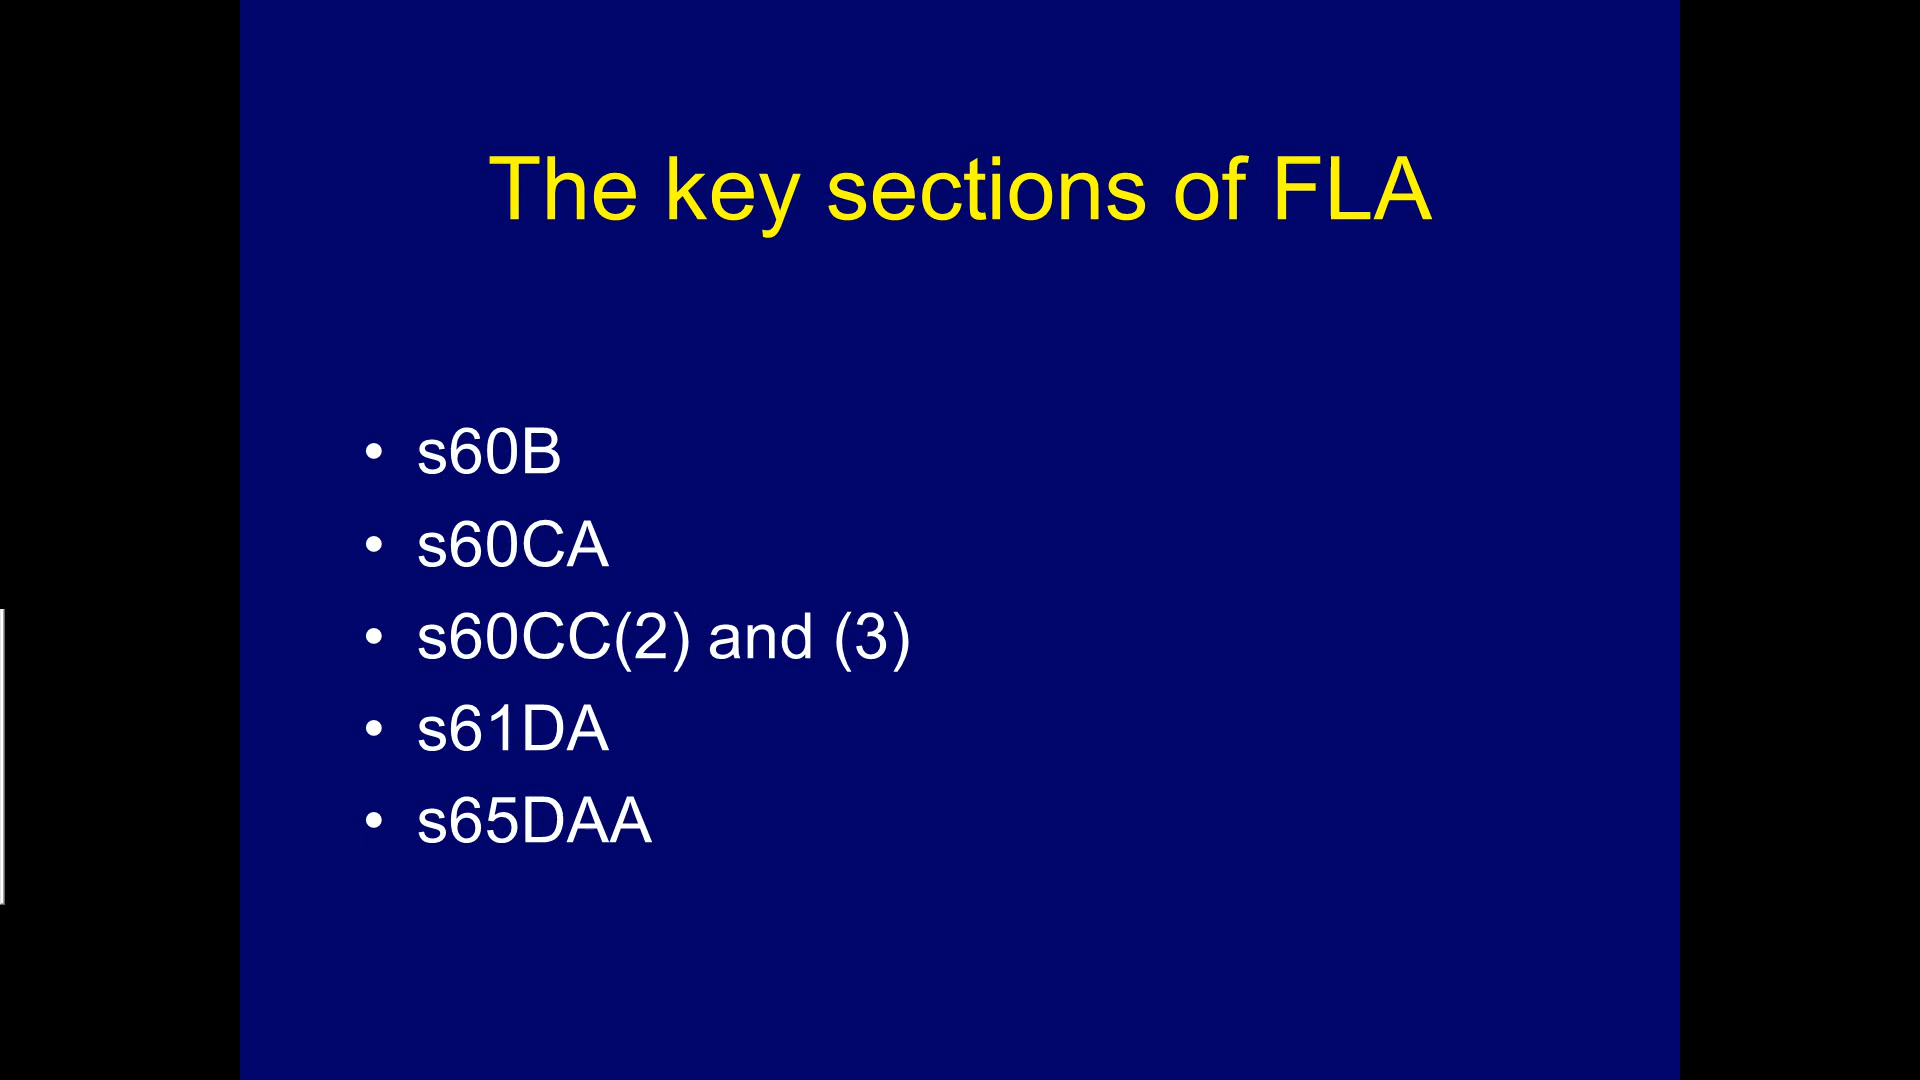 The key sections of FLA
• s60B
• s60CA
• s60CC(2) and (3)
• s61DA
• s65DAA